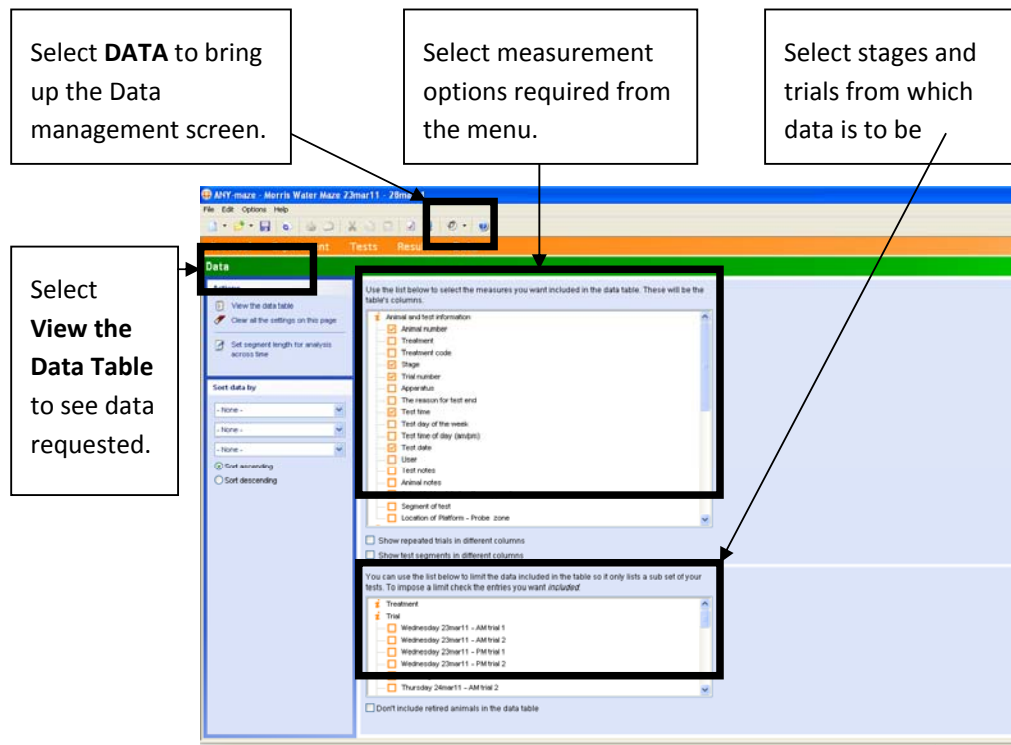 Select DATA to bring
up the Data
management screen.
Select measurement
options required from
the menu.
Select stages and
trials from which
data is to be
Select
View the
Data Table
to see data
requested.
ANY-maze - Morris Water Maze 23mar11 - 28ma
File Edit Options Help
Tests
Data
View the data table
Clear all the settings on this page
Set segment length for analysis
across time
Sort data by
- None -
- None -
- None -
Sort ascending
Sort descending
Use the list below to select the measures you want included in the data table. These will be the
table's columns.
Animal and test information
Animal number
Treatment
Treatment code
Stage
Trial number
Apparatus
The reason for test end
Test time
Test day of the week
Test time of day (am/pm)
Test date
User
Test notes
Animal notes
Segment of test
Location of Platform - Probe zone
Show repeated trials in different columns
Show test segments in different columns
You can use the list below to limit the data included in the table so it only lists a sub set of your
tests. To impose a limit check the entries you want included.
Treatment
Trial
Wednesday 23mar11 - AM trial 1
Wednesday 23mar11 - AM trial 2
Wednesday 23mar11 - PM trial 1
Wednesday 23mar11 - PM trial 2
Thursday 24mar11 - AM trial 2
Don't include retired animals in the data table